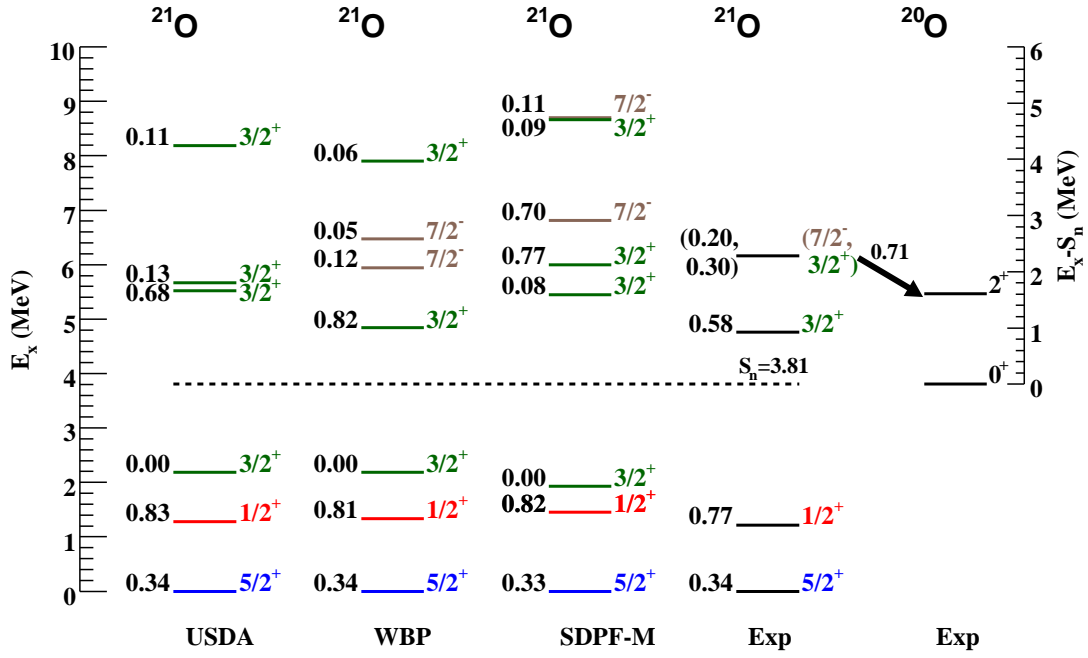 ²¹O ²¹O ²¹O ²¹O ²⁰O
10 6
9 0.11 7/2⁻ 5
0.11 3/2⁺ 0.09 3/2⁺
8 0.06 3/2⁺ 4
7 0.70 7/2⁻ 3
0.05 7/2⁻ (0.20, (7/2⁻, 0.71
6 0.12 7/2⁻ 0.77 3/2⁺ 0.30) 3/2⁺) 2
0.13 3/2⁺ 2⁺
0.68 3/2⁺ 0.08 3/2⁺
5 0.82 3/2⁺ 0.58 3/2⁺ 1
4 Sₙ=3.81 0⁺ 0
3
0.00 3/2⁺ 0.00 3/2⁺ 0.00 3/2⁺
2
0.83 1/2⁺ 0.81 1/2⁺ 0.82 1/2⁺ 0.77 1/2⁺
1
0 0.34 5/2⁺ 0.34 5/2⁺ 0.33 5/2⁺ 0.34 5/2⁺
USDA WBP SDPF-M Exp Exp
Eₓ (MeV)
Eₓ-Sₙ (MeV)